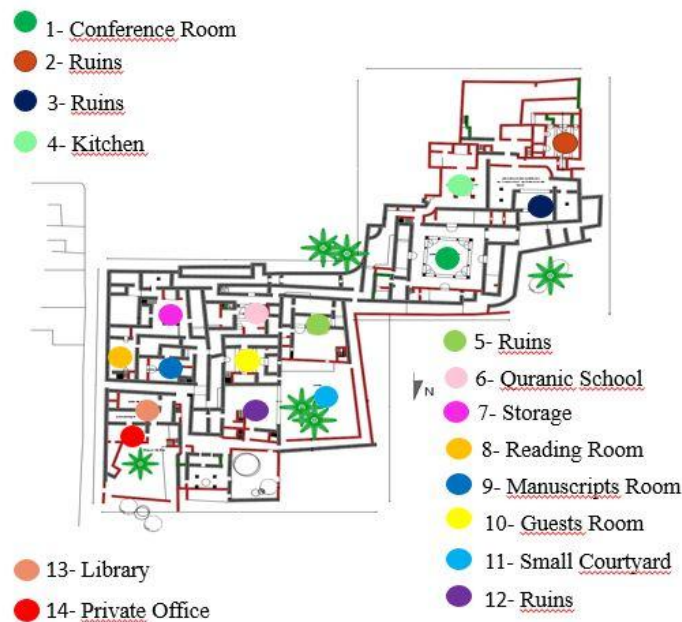 1- Conference Room
2- Ruins
3- Ruins
4- Kitchen
N
5- Ruins
6- Quranic School
7- Storage
8- Reading Room
9- Manuscripts Room
10- Guests Room
11- Small Courtyard
12- Ruins
13- Library
14- Private Office